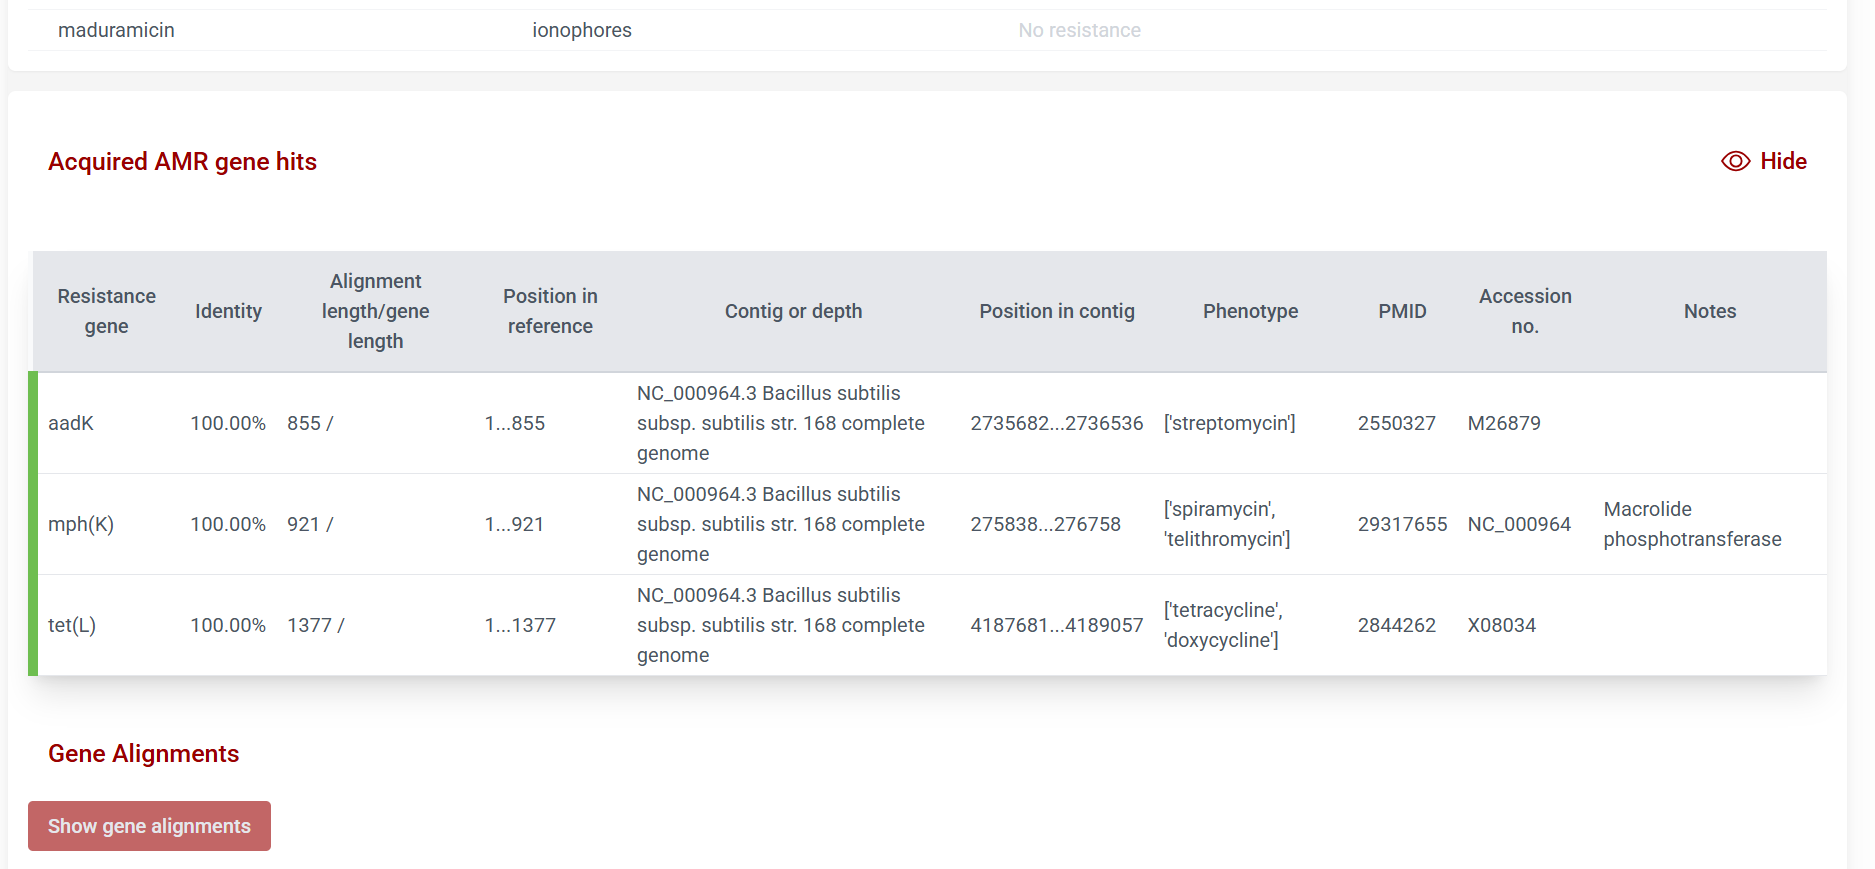 maduramicin ionophores No resistance
Acquired AMR gene hits
Hide
Resistance gene Identity Alignment length/gene length Position in reference Contig or depth Position in contig Phenotype PMID Accession no. Notes
aadK 100.00% 855 / 1...855 NC_000964.3 Bacillus subtilis subsp. subtilis str. 168 complete genome 2735682...2736536 ['streptomycin'] 2550327 M26879
mph(K) 100.00% 921 / 1...921 NC_000964.3 Bacillus subtilis subsp. subtilis str. 168 complete genome 275838...276758 ['spiramycin', 'telithromycin'] 29317655 NC_000964 Macrolide phosphotransferase
tet(L) 100.00% 1377 / 1...1377 NC_000964.3 Bacillus subtilis subsp. subtilis str. 168 complete genome 4187681...4189057 ['tetracycline', 'doxycycline'] 2844262 X08034
Gene Alignments
Show gene alignments